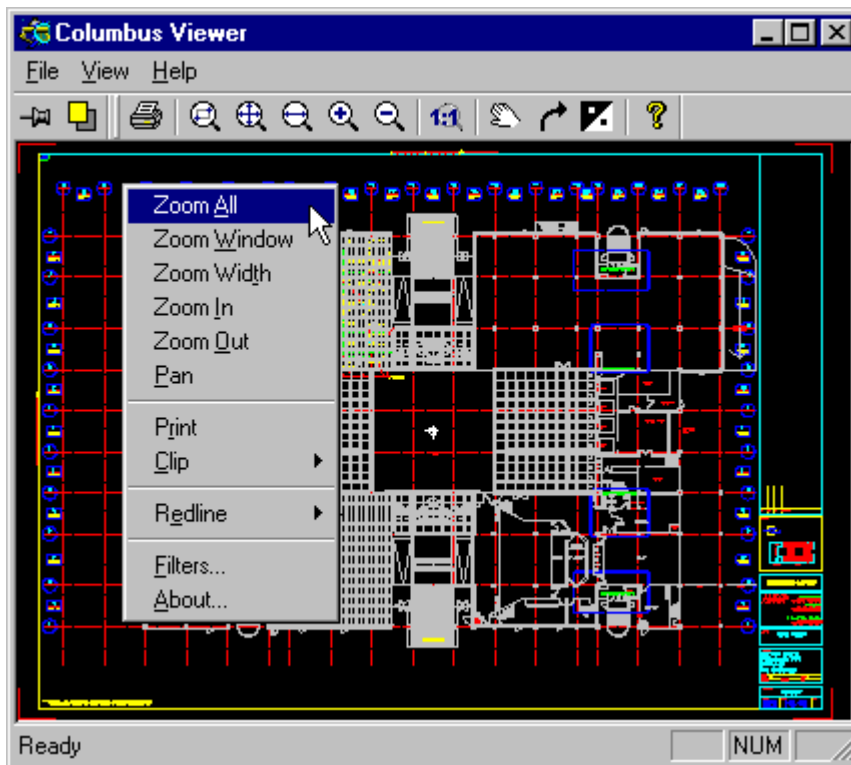 Columbus Viewer
File View Help
1:1
Zoom All
Zoom Window
Zoom Width
Zoom In
Zoom Out
Pan
Print
Clip
Redline
Filters...
About...
Ready
NUM